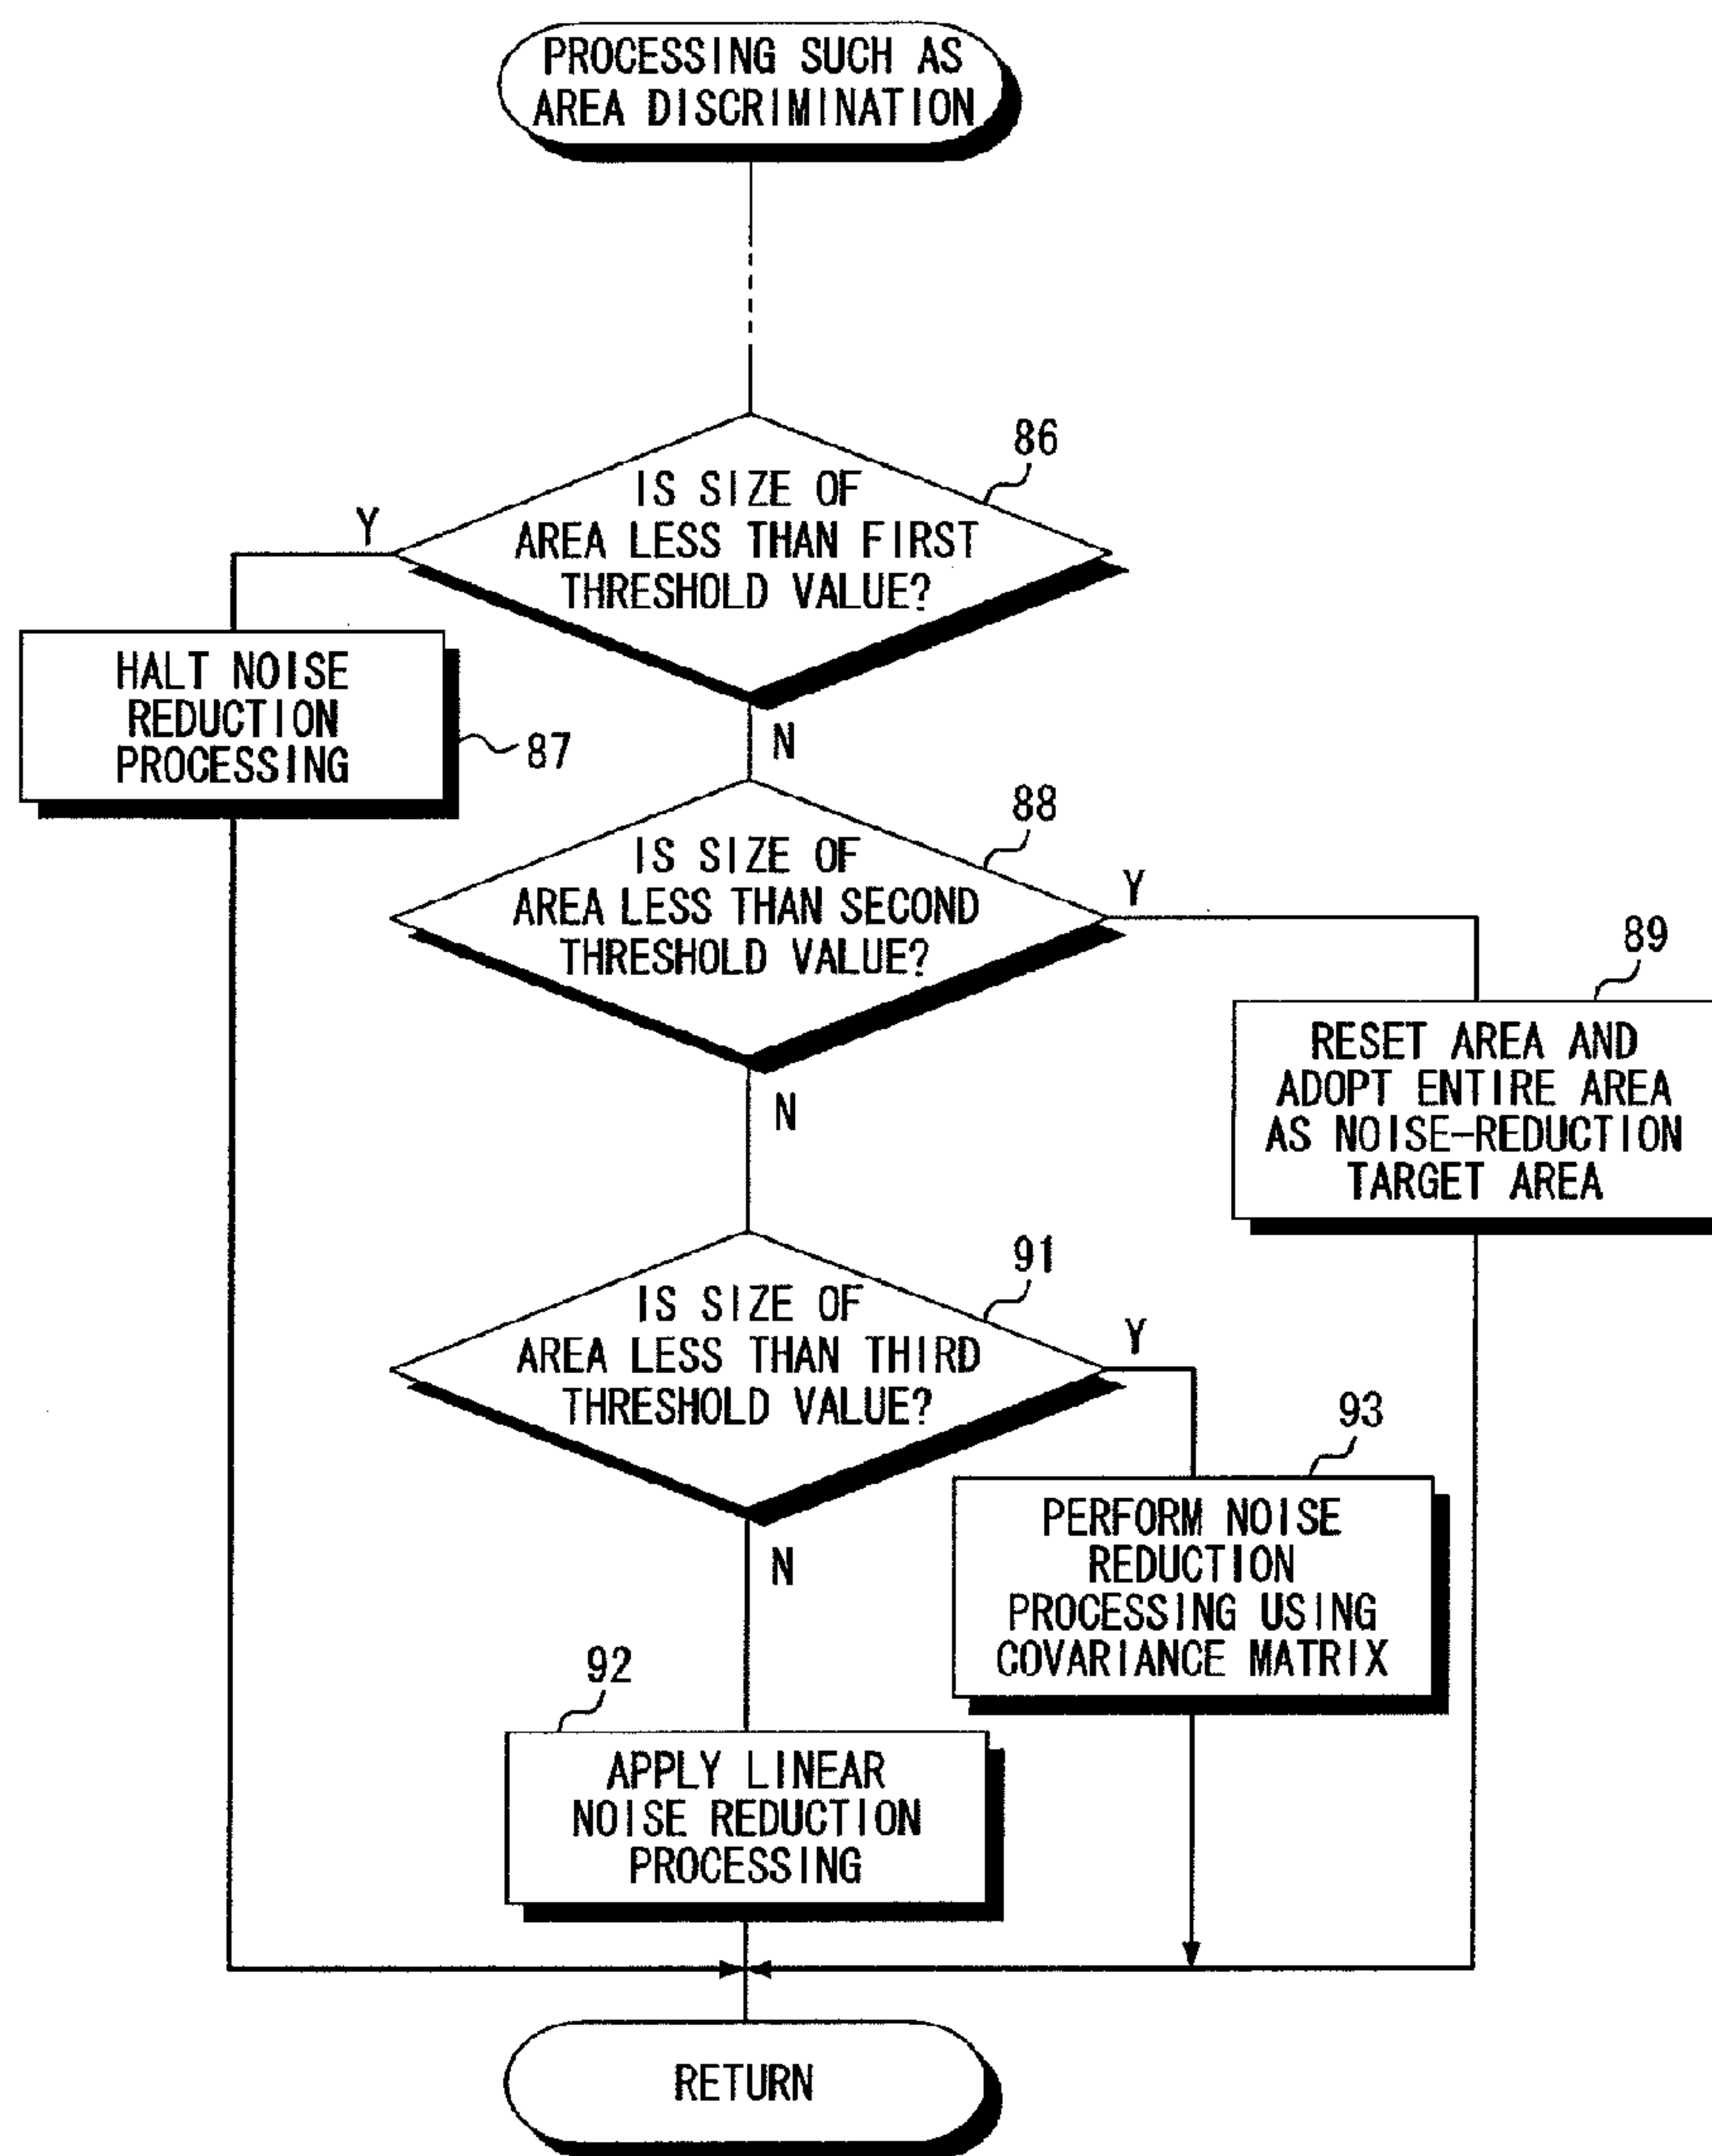 PROCESSING SUCH AS
AREA DISCRIMINATION
86
IS SIZE OF
AREA LESS THAN FIRST
THRESHOLD VALUE?
Y
HALT NOISE
REDUCTION
PROCESSING
87
N
88
IS SIZE OF
AREA LESS THAN SECOND
THRESHOLD VALUE?
Y
89
RESET AREA AND
ADOPT ENTIRE AREA
AS NOISE-REDUCTION
TARGET AREA
N
91
IS SIZE OF
AREA LESS THAN THIRD
THRESHOLD VALUE?
Y
93
PERFORM NOISE
REDUCTION
PROCESSING USING
COVARIANCE MATRIX
N
92
APPLY LINEAR
NOISE REDUCTION
PROCESSING
RETURN